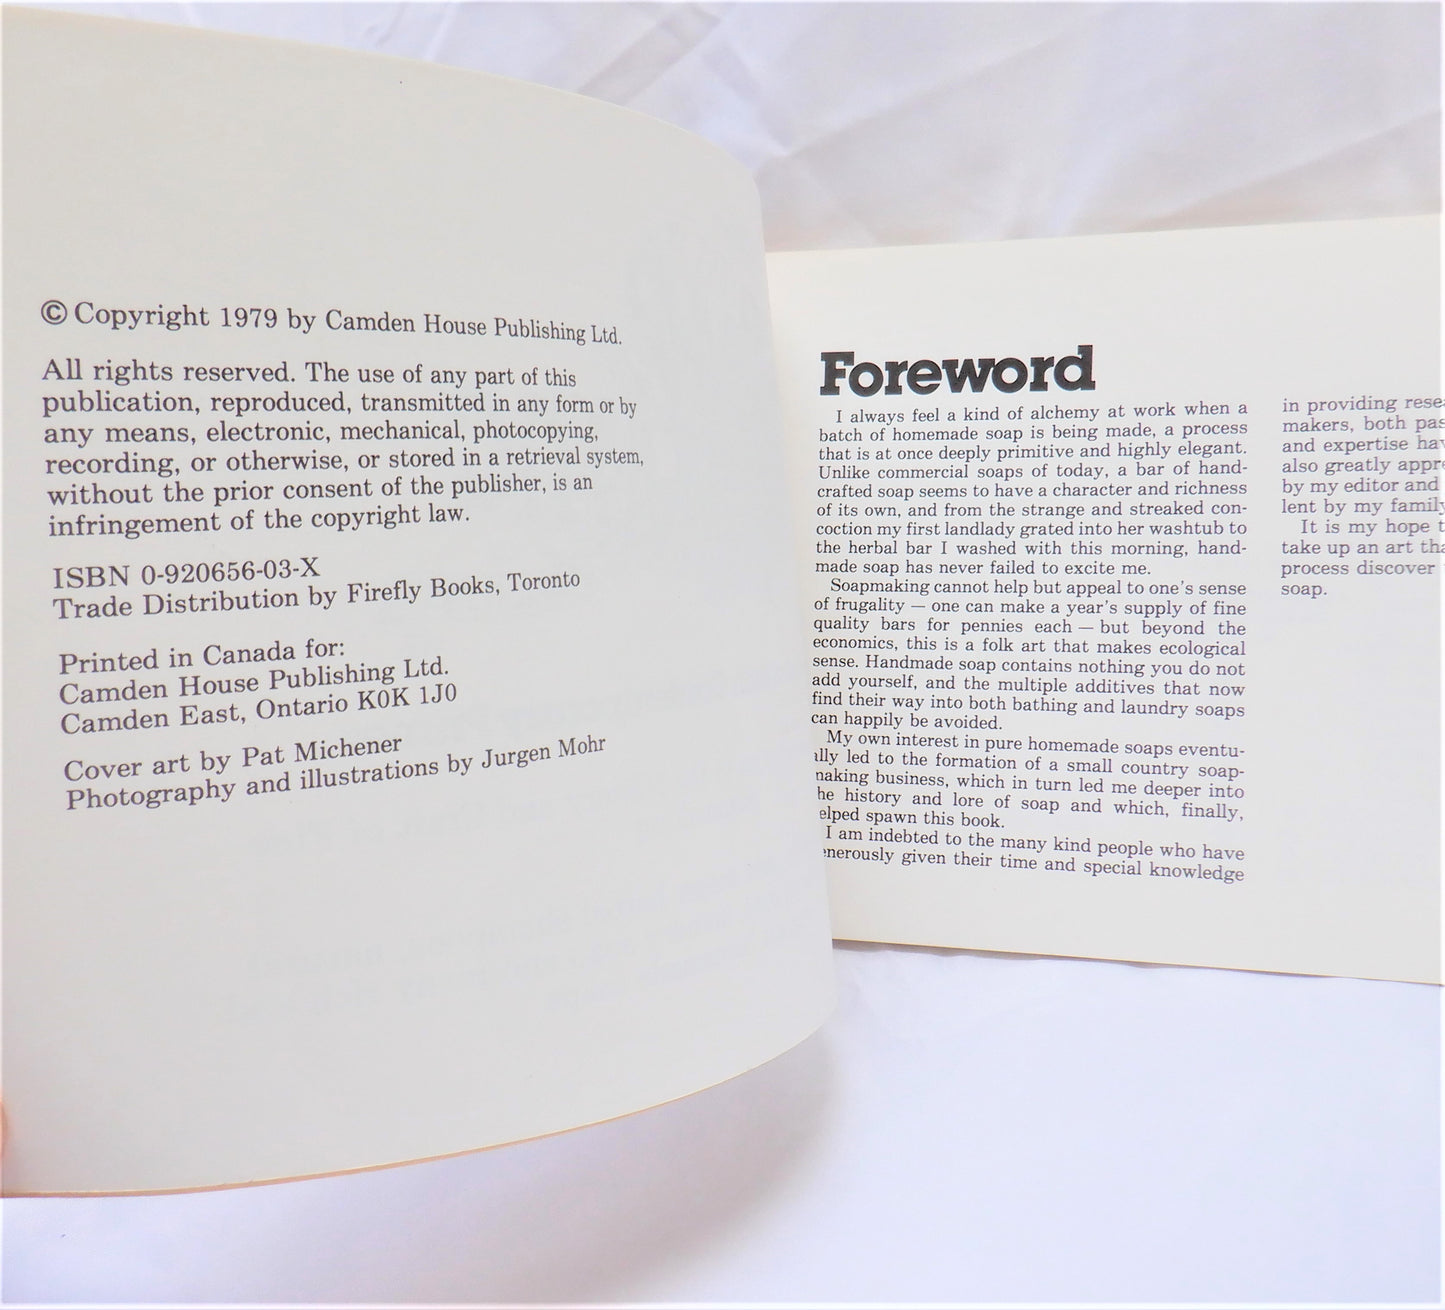 © Copyright 1979 by Camden House Publishing Ltd.
All rights reserved. The use of any part of this
publication, reproduced, transmitted in any form or by
any means, electronic, mechanical, photocopying,
recording, or otherwise, or stored in a retrieval system,
without the prior consent of the publisher, is an
infringement of the copyright law.
ISBN 0-920656-03-X
Trade Distribution by Firefly Books, Toronto
Printed in Canada for:
Camden House Publishing Ltd.
Camden East, Ontario K0K 1J0
Cover art by Pat Michener
Photography and illustrations by Jurgen Mohr
Foreword
I always feel a kind of alchemy at work when a
batch of homemade soap is being made, a process
that is at once deeply primitive and highly elegant.
Unlike commercial soaps of today, a bar of hand-
crafted soap seems to have a character and richness
of its own, and from the strange and streaked con-
coction my first landlady grated into her washtub to
the herbal bar I washed with this morning, hand-
made soap has never failed to excite me.
Soapmaking cannot help but appeal to one's sense
of frugality — one can make a year's supply of fine
quality bars for pennies each — but beyond the
economics, this is a folk art that makes ecological
sense. Handmade soap contains nothing you do not
add yourself, and the multiple additives that now
find their way into both bathing and laundry soaps
can happily be avoided.
My own interest in pure homemade soaps eventu-
ally led to the formation of a small country soap-
making business, which in turn led me deeper into
he history and lore of soap and which, finally,
elped spawn this book.
I am indebted to the many kind people who have
enerously given their time and special knowledge
in providing
makers, both
and expertise
also greatly
by my editor and
lent by my family
It is my hope
take up an art
process discover
soap.